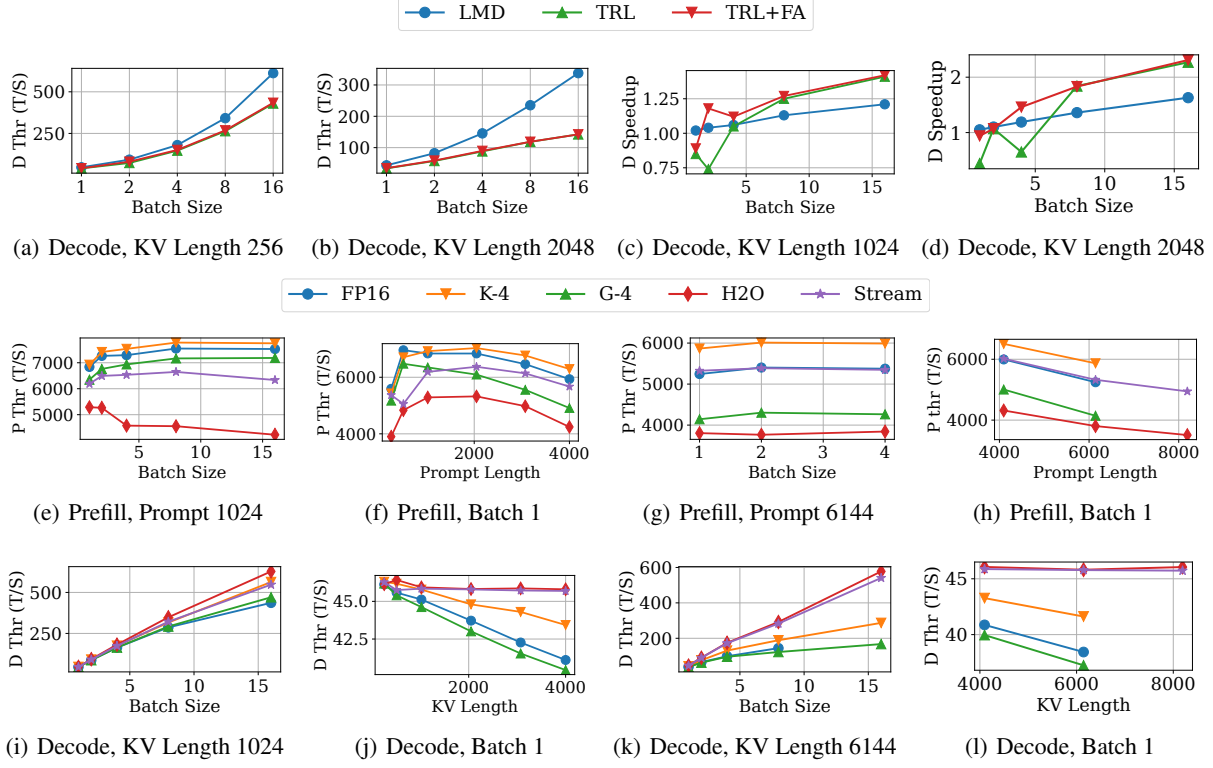 LMD TRL TRL+FA
D Thr (T/S)
500
250
1 2 4 8 16
Batch Size
(a) Decode, KV Length 256
D Thr (T/S)
300
200
100
1 2 4 8 16
Batch Size
(b) Decode, KV Length 2048
D Speedup
1.25
1.00
0.75
5 10 15
Batch Size
(c) Decode, KV Length 1024
D Speedup
2
1
5 10 15
Batch Size
(d) Decode, KV Length 2048
FP16 K-4 G-4 H2O Stream
P Thr (T/S)
7000
6000
5000
5 10 15
Batch Size
(e) Prefill, Prompt 1024
P Thr (T/S)
6000
4000
2000 4000
Prompt Length
(f) Prefill, Batch 1
P Thr (T/S)
6000
5000
4000
1 2 3 4
Batch Size
(g) Prefill, Prompt 6144
P thr (T/S)
6000
4000
4000 6000 8000
Prompt Length
(h) Prefill, Batch 1
D Thr (T/S)
500
250
5 10 15
Batch Size
(i) Decode, KV Length 1024
D Thr (T/S)
45.0
42.5
2000 4000
KV Length
(j) Decode, Batch 1
D Thr (T/S)
600
400
200
5 10 15
Batch Size
(k) Decode, KV Length 6144
D Thr (T/S)
45
40
4000 6000 8000
KV Length
(l) Decode, Batch 1